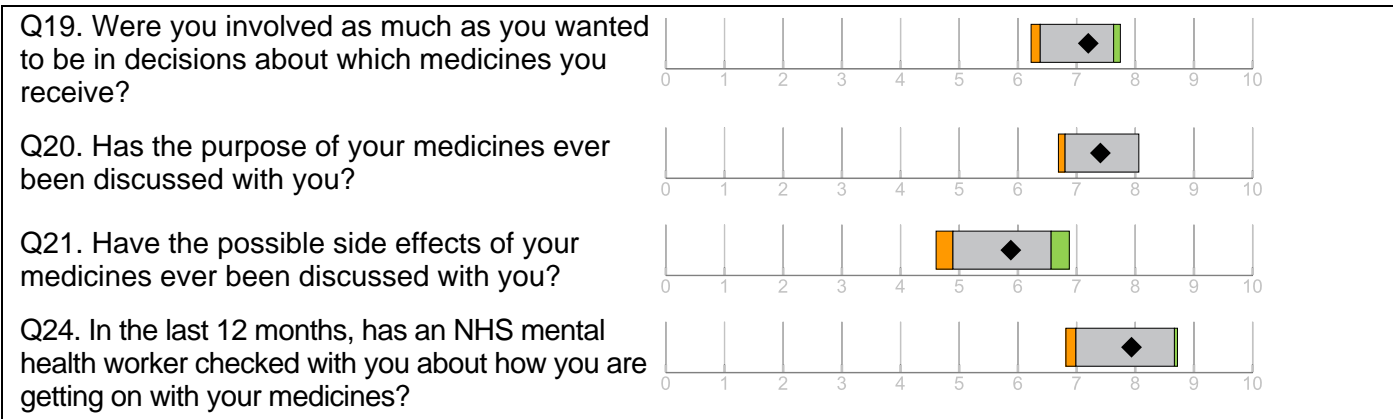 Q19. Were you involved as much as you wanted
to be in decisions about which medicines you
receive?
0 1 2 3 4 5 6 7 8 9 10
Q20. Has the purpose of your medicines ever
been discussed with you?
0 1 2 3 4 5 6 7 8 9 10
Q21. Have the possible side effects of your
medicines ever been discussed with you?
0 1 2 3 4 5 6 7 8 9 10
Q24. In the last 12 months, has an NHS mental
health worker checked with you about how you are
getting on with your medicines?
0 1 2 3 4 5 6 7 8 9 10